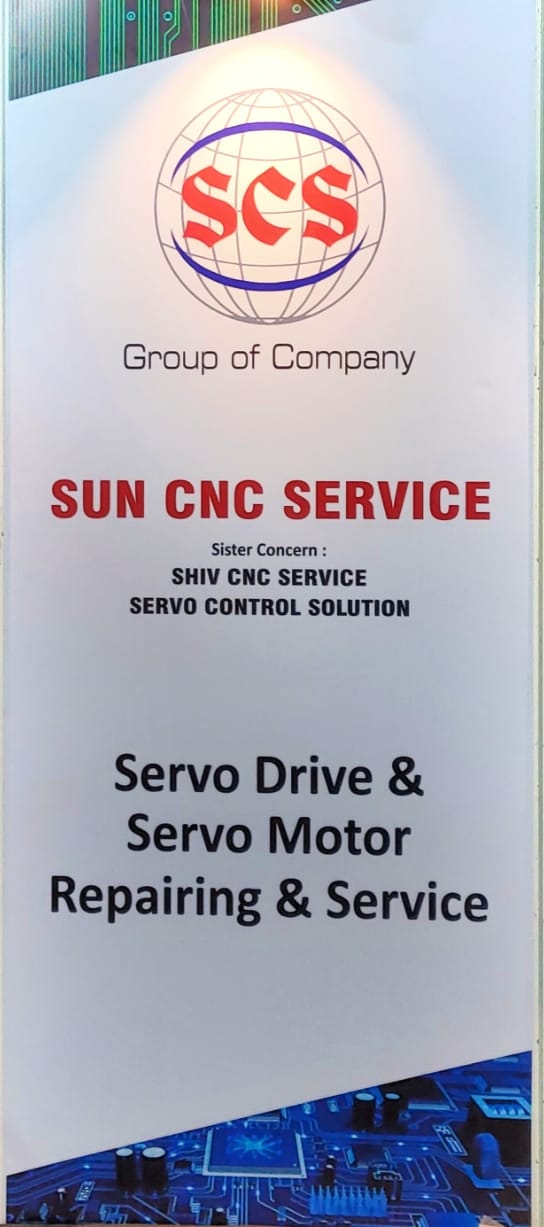 SCS
Group of Company
SUN CNC SERVICE
Sister Concern :
SHIV CNC SERVICE
SERVO CONTROL SOLUTION
Servo Drive &
Servo Motor
Repairing & Service